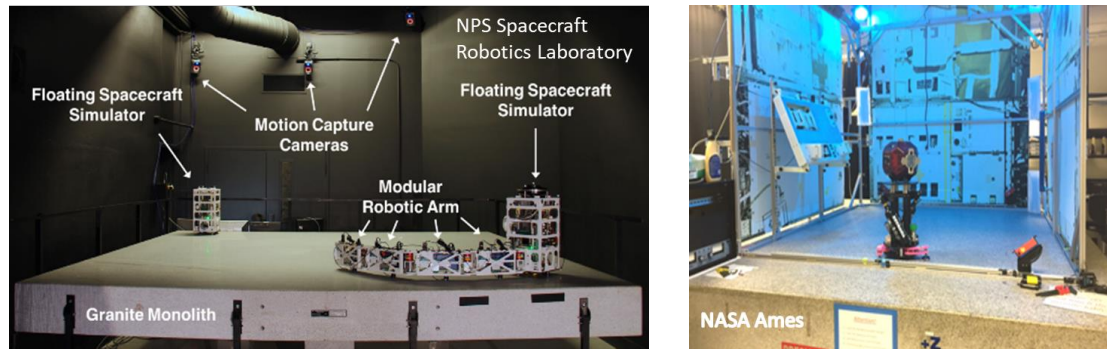 NPS Spacecraft
Robotics Laboratory
Floating Spacecraft
Simulator
Motion Capture
Cameras
Floating Spacecraft
Simulator
Modular
Robotic Arm
Granite Monolith
NASA Ames
+Z